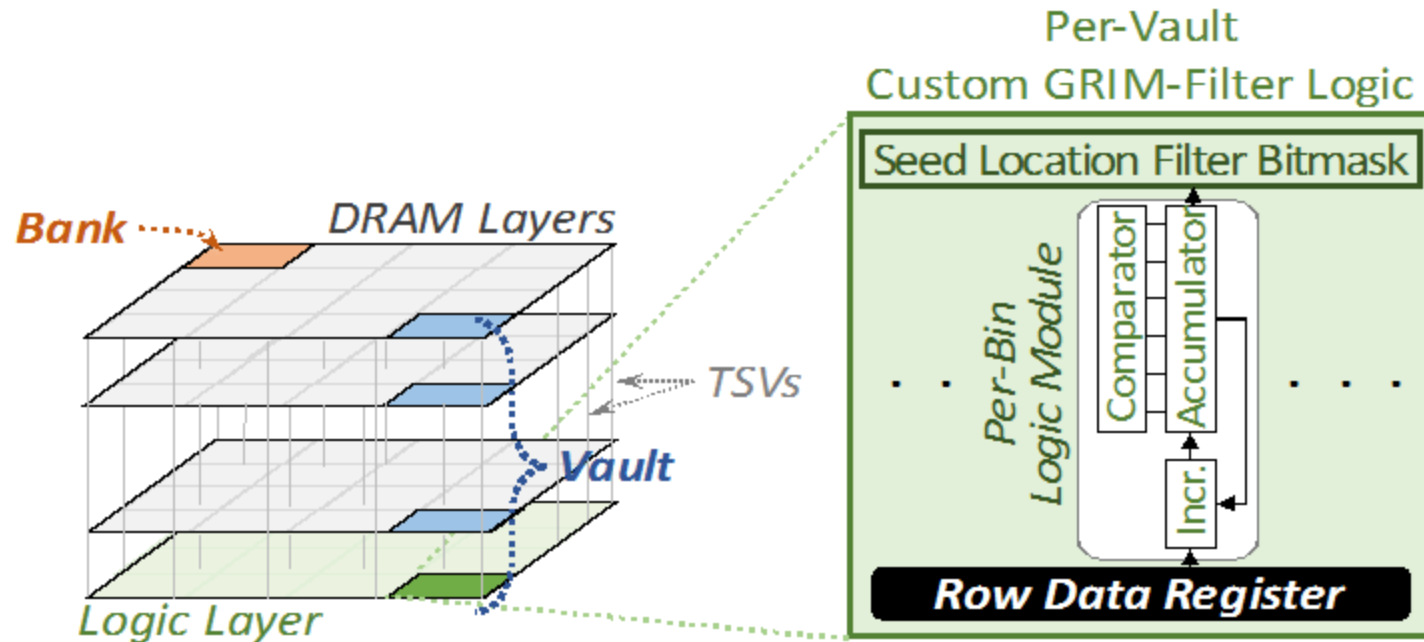 Per-Vault
Custom GRIM-Filter Logic
Seed Location Filter Bitmask
Bank
DRAM Layers
TSVs
Vault
Logic Layer
Per-Bin
Logic Module
Comparator
Accumulator
Incr.
. .
. . .
Row Data Register